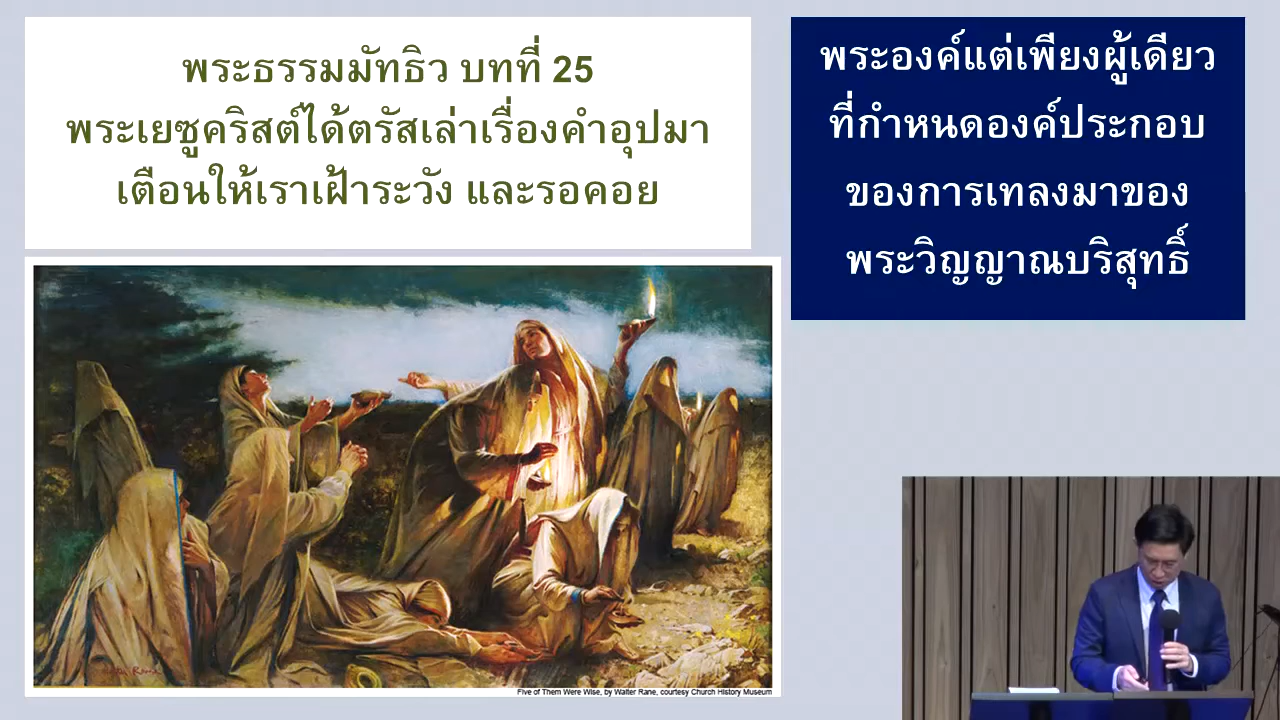 พระธรรมมัทธิว บทที่ 25
พระเยซูคริสต์ได้ตรัสเล่าเรื่องคำอุปมา
เตือนให้เราเฝ้าระวัง และรอคอย
พระองค์แต่เพียงผู้เดียว
ที่กำหนดองค์ประกอบ
ของการเทลงมาของ
พระวิญญาณบริสุทธิ์
Five of Them Were Wise, by Walter Rane, courtesy Church History Museum